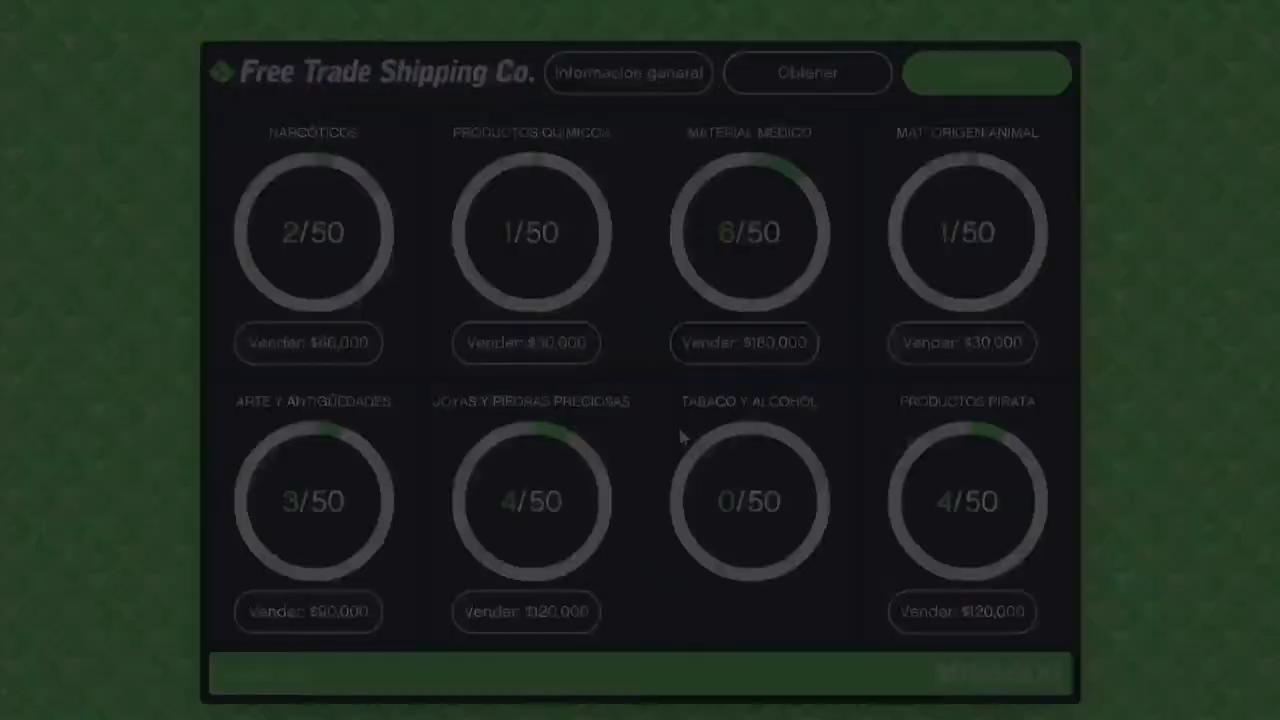 Free Trade Shipping Co.
Información general
Obtener
NARCÓTICOS
PRODUCTOS QUÍMICOS
MATERIAL MÉDICO
MAT. ORIGEN ANIMAL
2/50
1/50
6/50
1/50
Vender: $60,000
Vender: $30,000
Vender: $180,000
Vender: $30,000
ARTE Y ANTIGÜEDADES
JOYAS Y PIEDRAS PRECIOSAS
TABACO Y ALCOHOL
PRODUCTOS PIRATA
3/50
4/50
0/50
4/50
Vender: $90,000
Vender: $120,000
Vender: $120,000